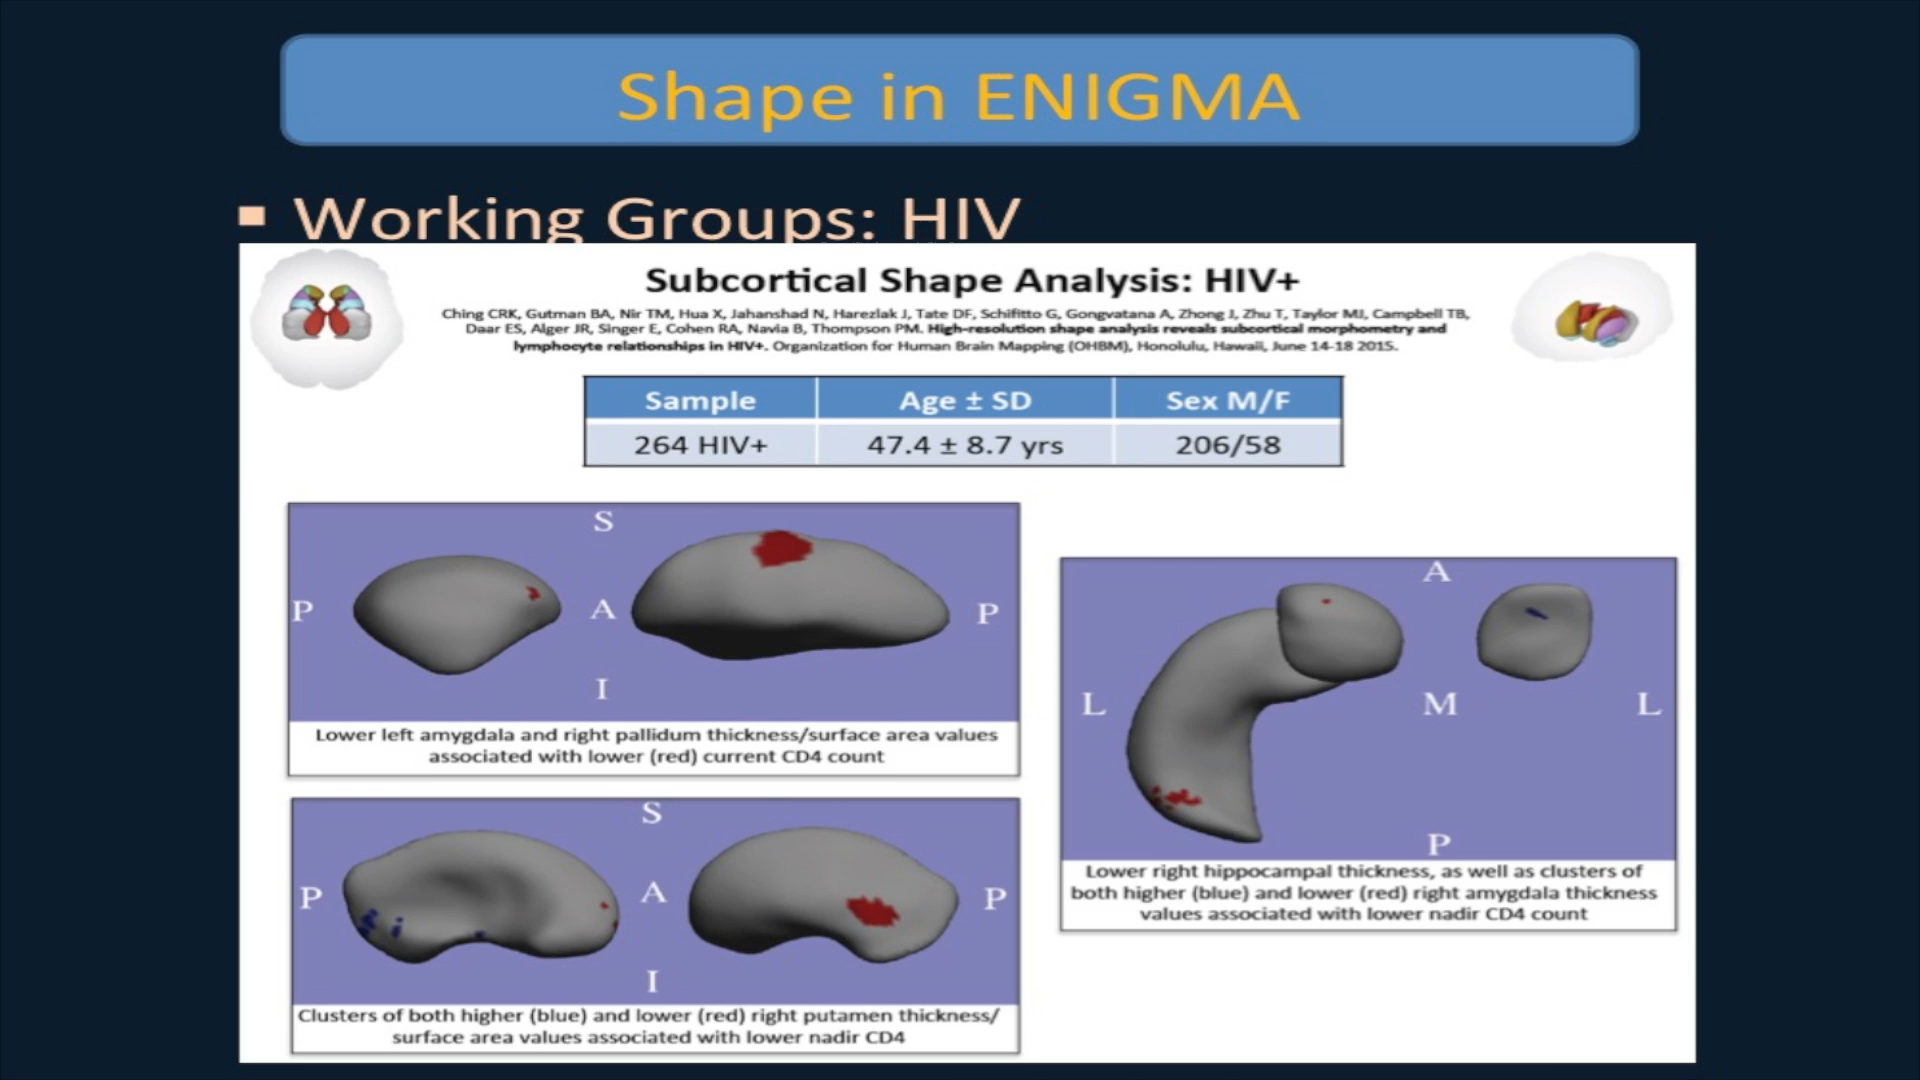 Shape in ENIGMA
Working Groups: HIV
Subcortical Shape Analysis: HIV+
Ching CRK, Gutman BA, Nir TM, Hua X, Jahanshad N, Harezlak J, Tate DF, Schifitto G, Gongvatana A, Zhong J, Zhu T, Taylor MJ, Campbell TB,
Daar ES, Alger JR, Singer E, Cohen RA, Navia B, Thompson PM. High-resolution shape analysis reveals subcortical morphometry and
lymphocyte relationships in HIV+. Organization for Human Brain Mapping (OHBM), Honolulu, Hawaii, June 14-18 2015.
Sample Age ± SD Sex M/F
264 HIV+ 47.4 ± 8.7 yrs 206/58
S
P A P
I
Lower left amygdala and right pallidum thickness/surface area values
associated with lower (red) current CD4 count
S
P A P
I
Clusters of both higher (blue) and lower (red) right putamen thickness/
surface area values associated with lower nadir CD4
A
L M L
P
Lower right hippocampal thickness, as well as clusters of
both higher (blue) and lower (red) right amygdala thickness
values associated with lower nadir CD4 count